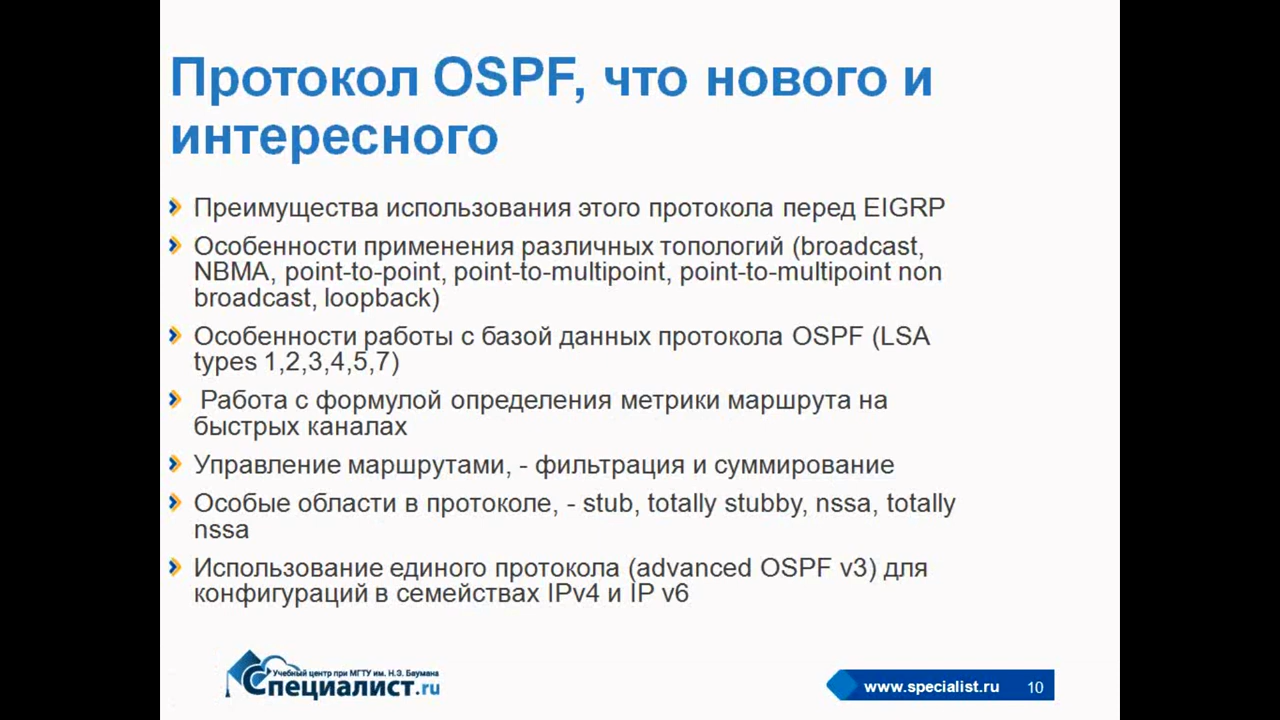 Протокол OSPF, что нового и
интересного
Преимущества использования этого протокола перед EIGRP
Особенности применения различных топологий (broadcast,
NBMA, point-to-point, point-to-multipoint, point-to-multipoint non
broadcast, loopback)
Особенности работы с базой данных протокола OSPF (LSA
types 1,2,3,4,5,7)
Работа с формулой определения метрики маршрута на
быстрых каналах
Управление маршрутами, - фильтрация и суммирование
Особые области в протоколе, - stub, totally stubby, nssa, totally
nssa
Использование единого протокола (advanced OSPF v3) для
конфигураций в семействах IPv4 и IP v6
Учебный центр при МГТУ им. Н.Э. Баумана
Специалист.ru
www.specialist.ru 10